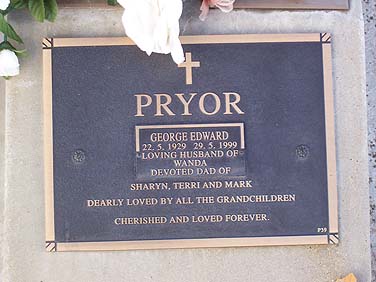 PRYOR
GEORGE EDWARD
22. 5. 1929 29. 5. 1999
LOVING HUSBAND OF
WANDA
DEVOTED DAD OF
SHARYN, TERRI AND MARK
DEARLY LOVED BY ALL THE GRANDCHILDREN
CHERISHED AND LOVED FOREVER.
P39